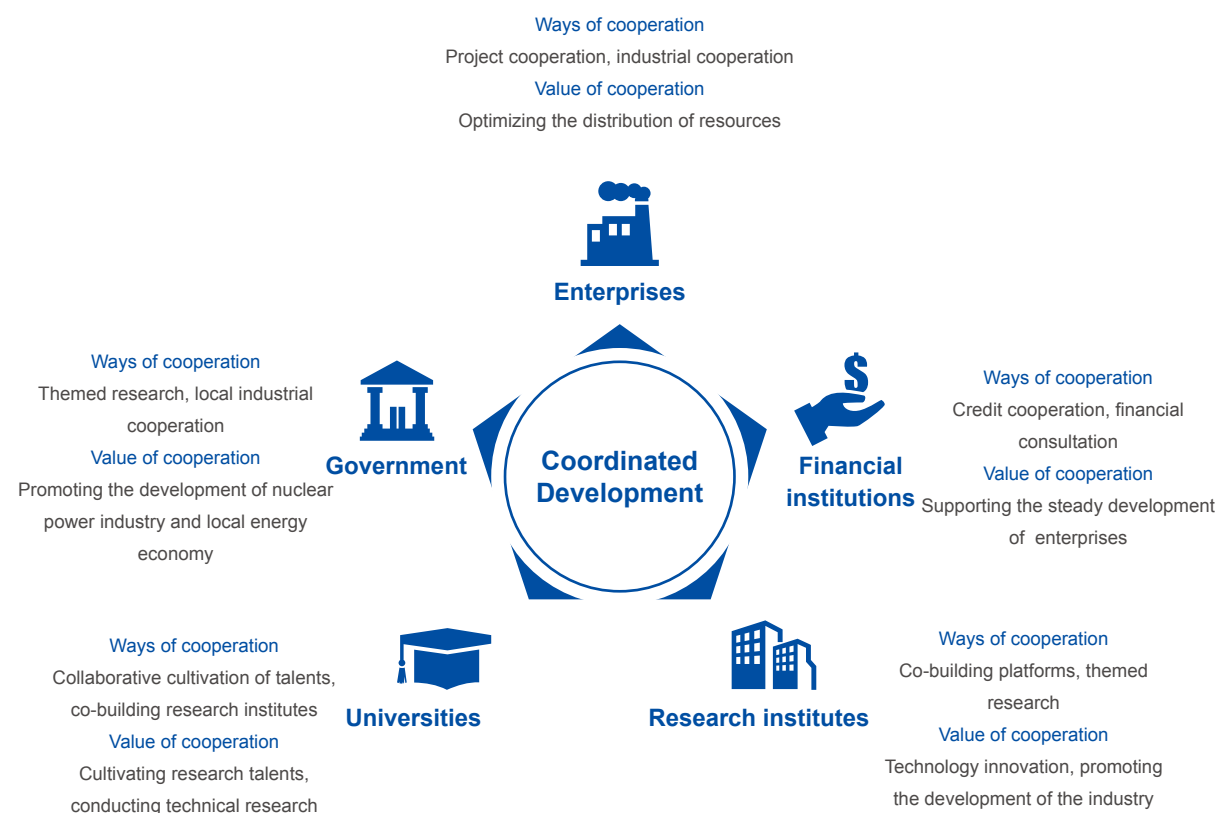 Ways of cooperation
Project cooperation, industrial cooperation
Value of cooperation
Optimizing the distribution of resources
Enterprises
Ways of cooperation
Themed research, local industrial
cooperation
Value of cooperation
Promoting the development of nuclear
power industry and local energy
economy
Government
Coordinated
Development
$
Financial
institutions
Ways of cooperation
Credit cooperation, financial
consultation
Value of cooperation
Supporting the steady development
of enterprises
Ways of cooperation
Collaborative cultivation of talents,
co-building research institutes
Value of cooperation
Cultivating research talents,
conducting technical research
Universities
Research institutes
Ways of cooperation
Co-building platforms, themed
research
Value of cooperation
Technology innovation, promoting
the development of the industry